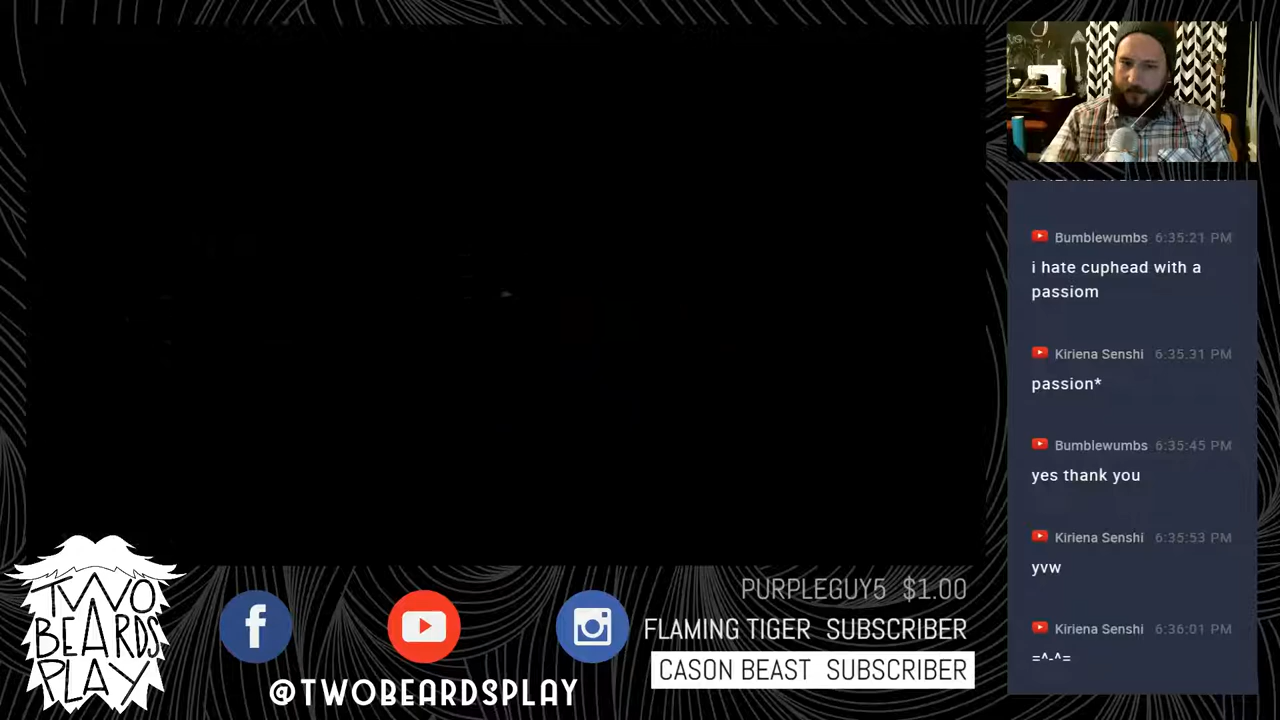 Bumblewumbs 6:35:21 PM
i hate cuphead with a
passiom
Kiriena Senshi 6:35:31 PM
passion*
Bumblewumbs 6:35:45 PM
yes thank you
Kiriena Senshi 6:35:53 PM
yvw
Kiriena Senshi 6:36:01 PM
=^-^=
TWO
BEARDS
PLAY
f
@TWOBEARDSPLAY
PURPLEGUY5 $1.00
FLAMING TIGER SUBSCRIBER
CASON BEAST SUBSCRIBER